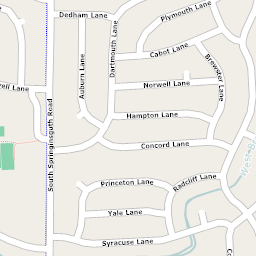 Dedham Lane
Plymouth Lane
Cabot Lane
Dartmouth Lane
Auburn Lane
Brewster Lane
Norwell Lane
Hampton Lane
South Springinsguth Road
Concord Lane
Princeton Lane
Radcliff Lane
Yale Lane
Syracuse Lane